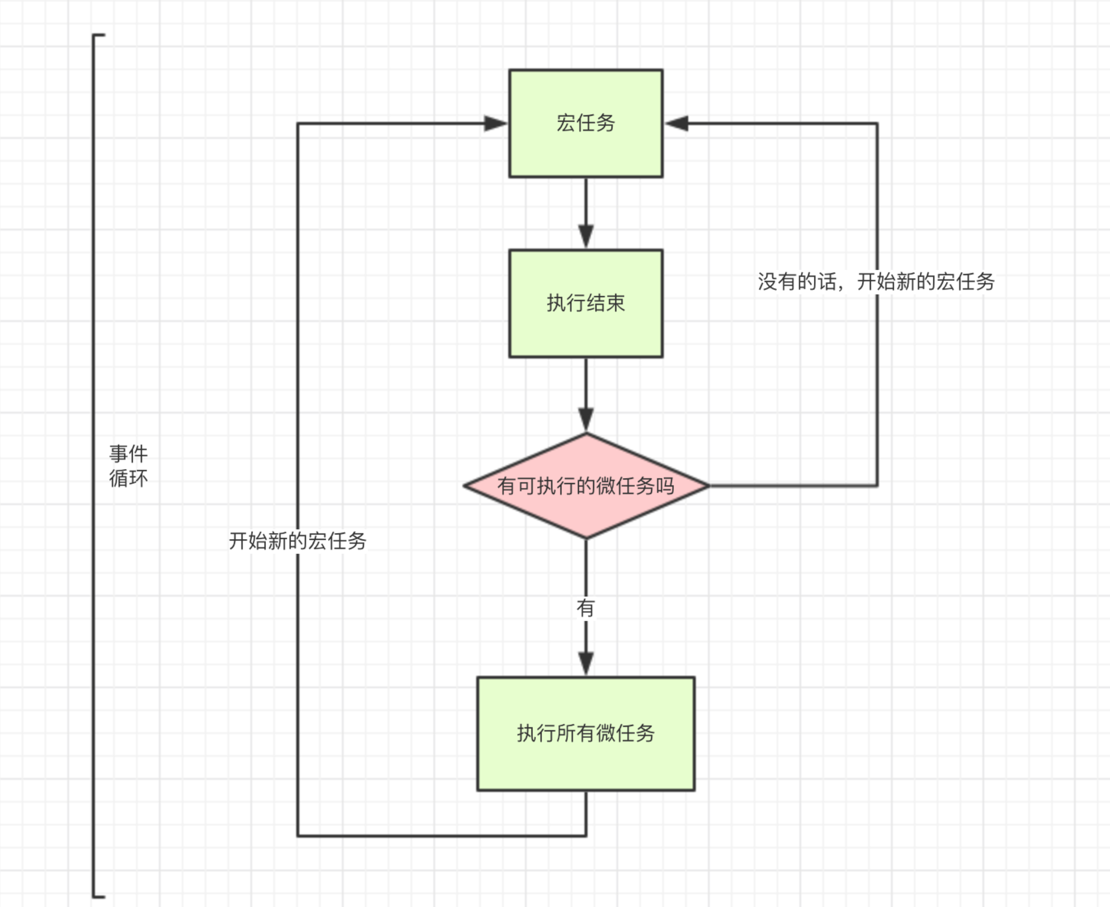 宏任务
执行结束
没有的话，开始新的宏任务
事件
循环
有可执行的微任务吗
开始新的宏任务
有
执行所有微任务